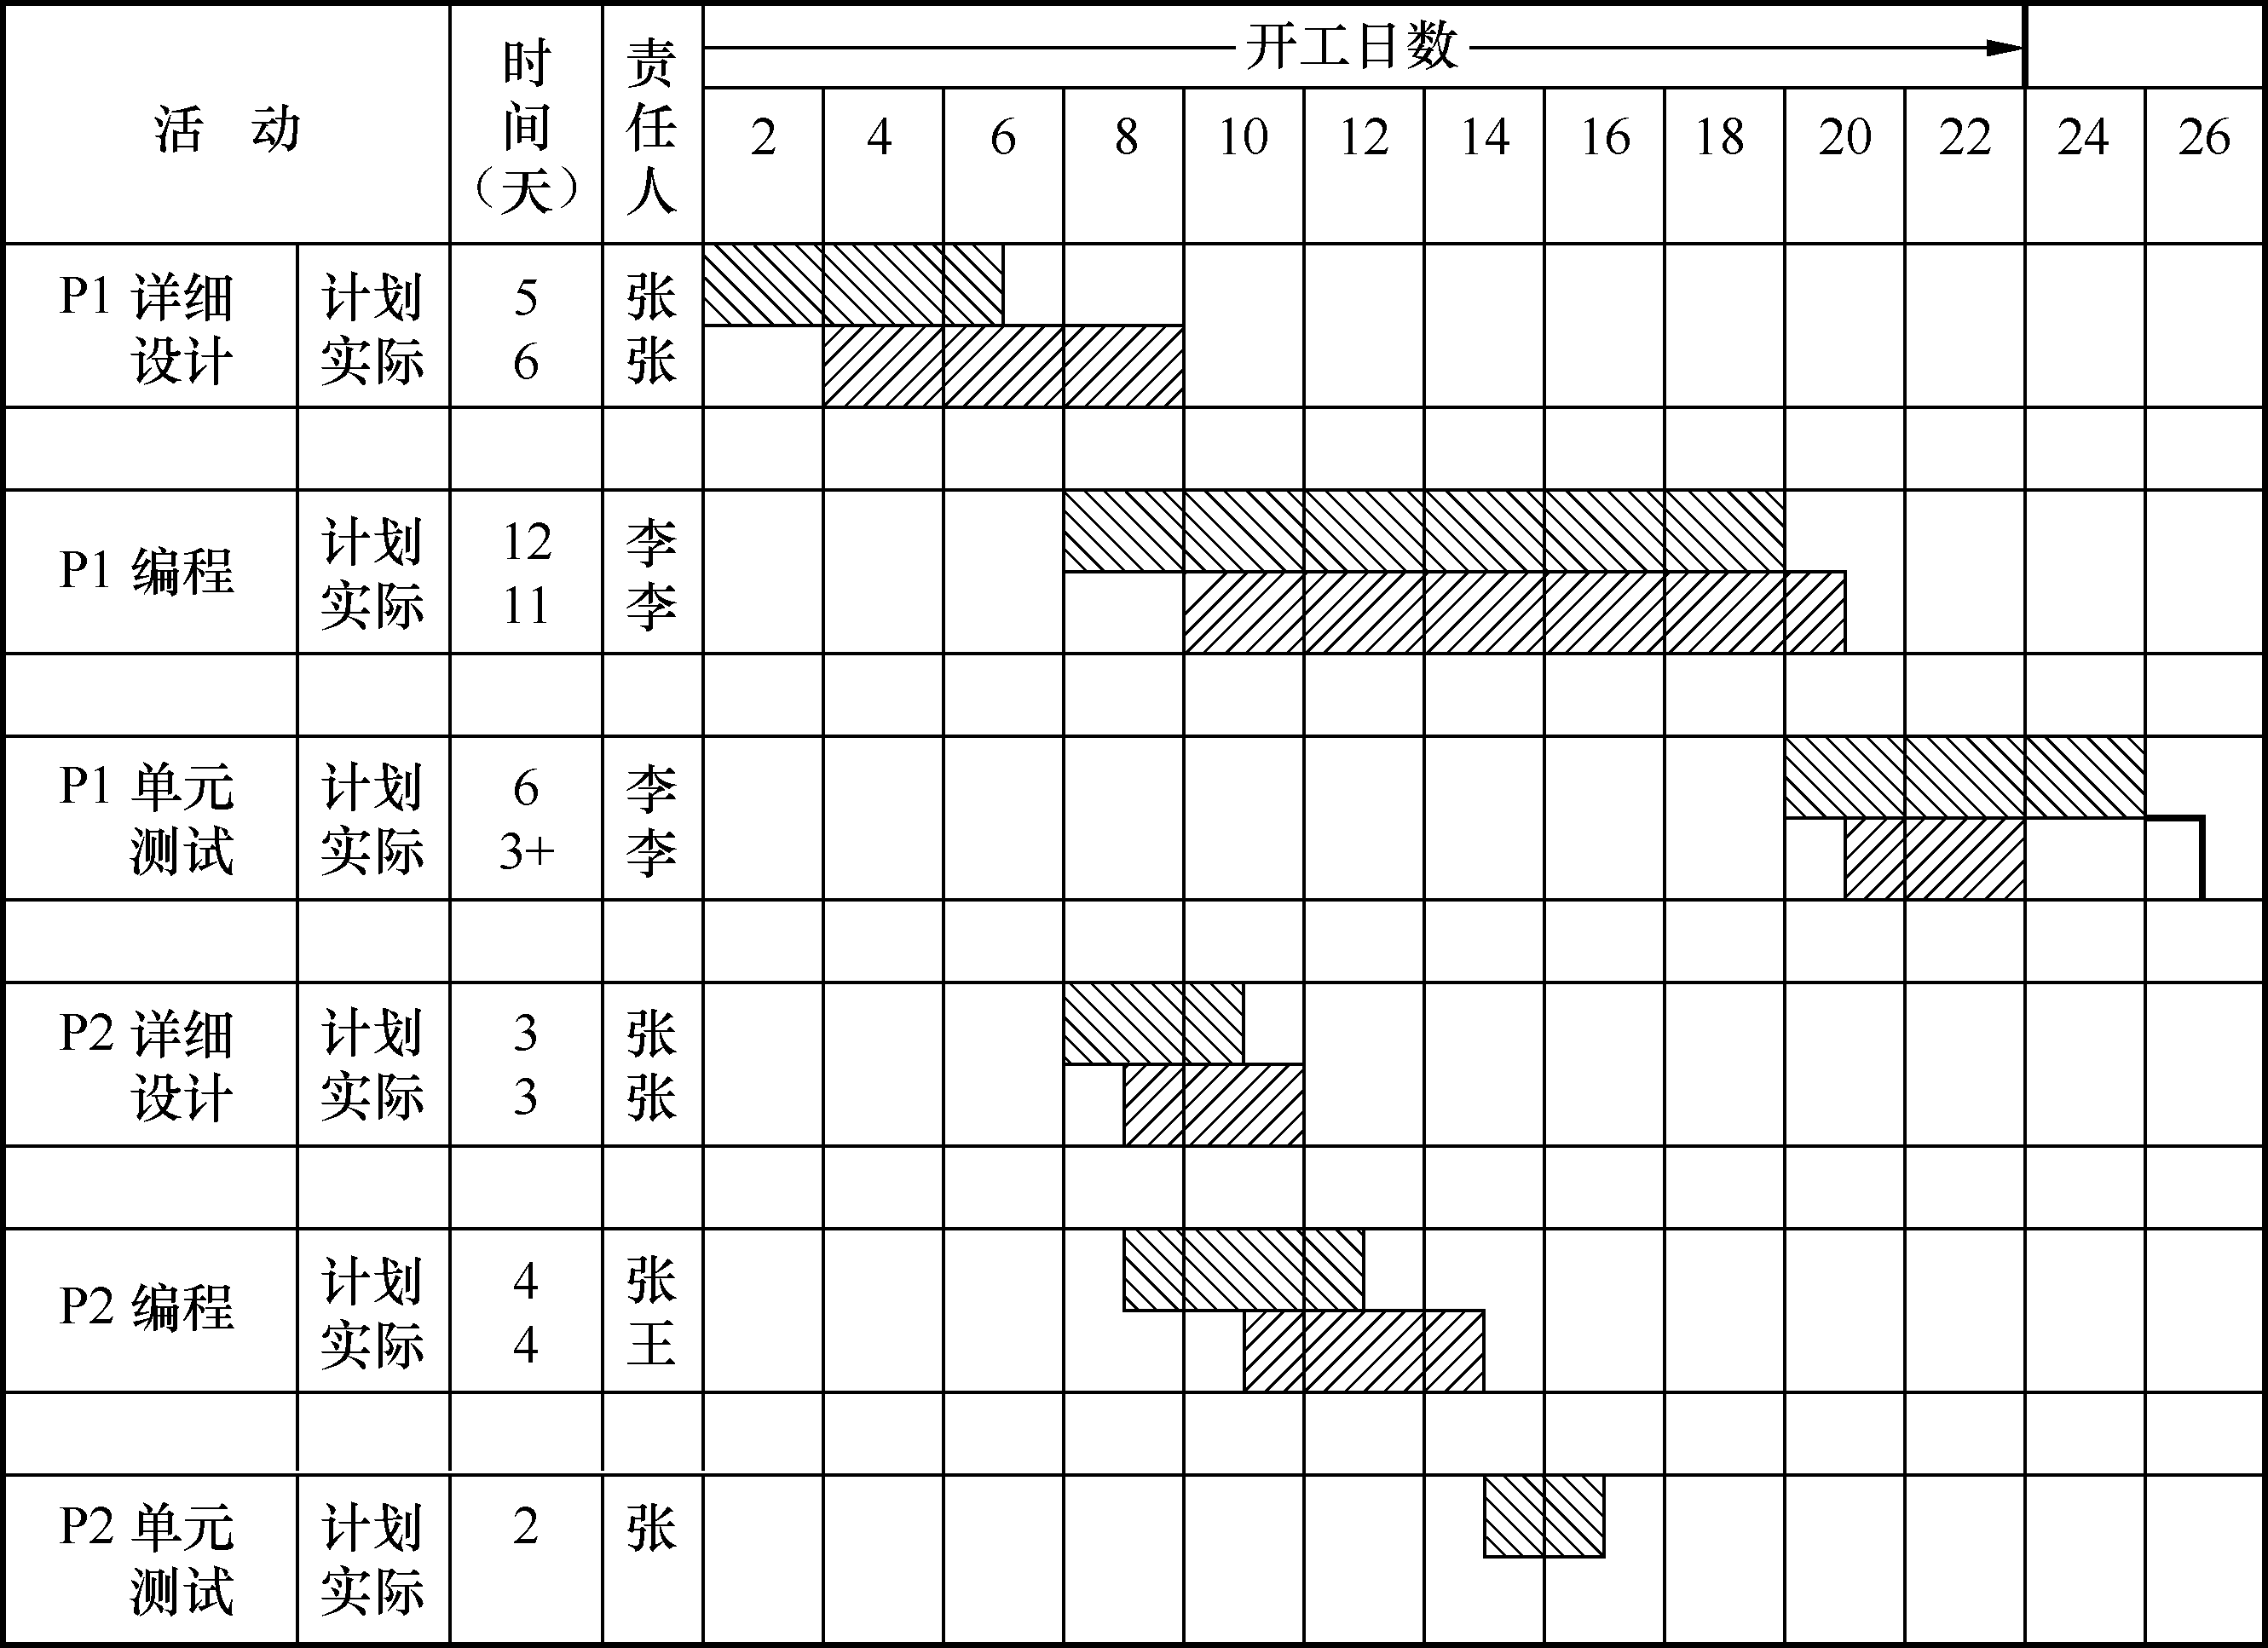 活 动
时间(天)
责任人
开工日数
2 4 6 8 10 12 14 16 18 20 22 24 26
P1 详细 计划 5 张
设计 实际 6 张
P1 编程
计划 12 李
实际 11 李
P1 单元 计划 6 李
测试 实际 3+ 李
P2 详细 计划 3 张
设计 实际 3 张
P2 编程
计划 4 张
实际 4 王
P2 单元 计划 2 张
测试 实际